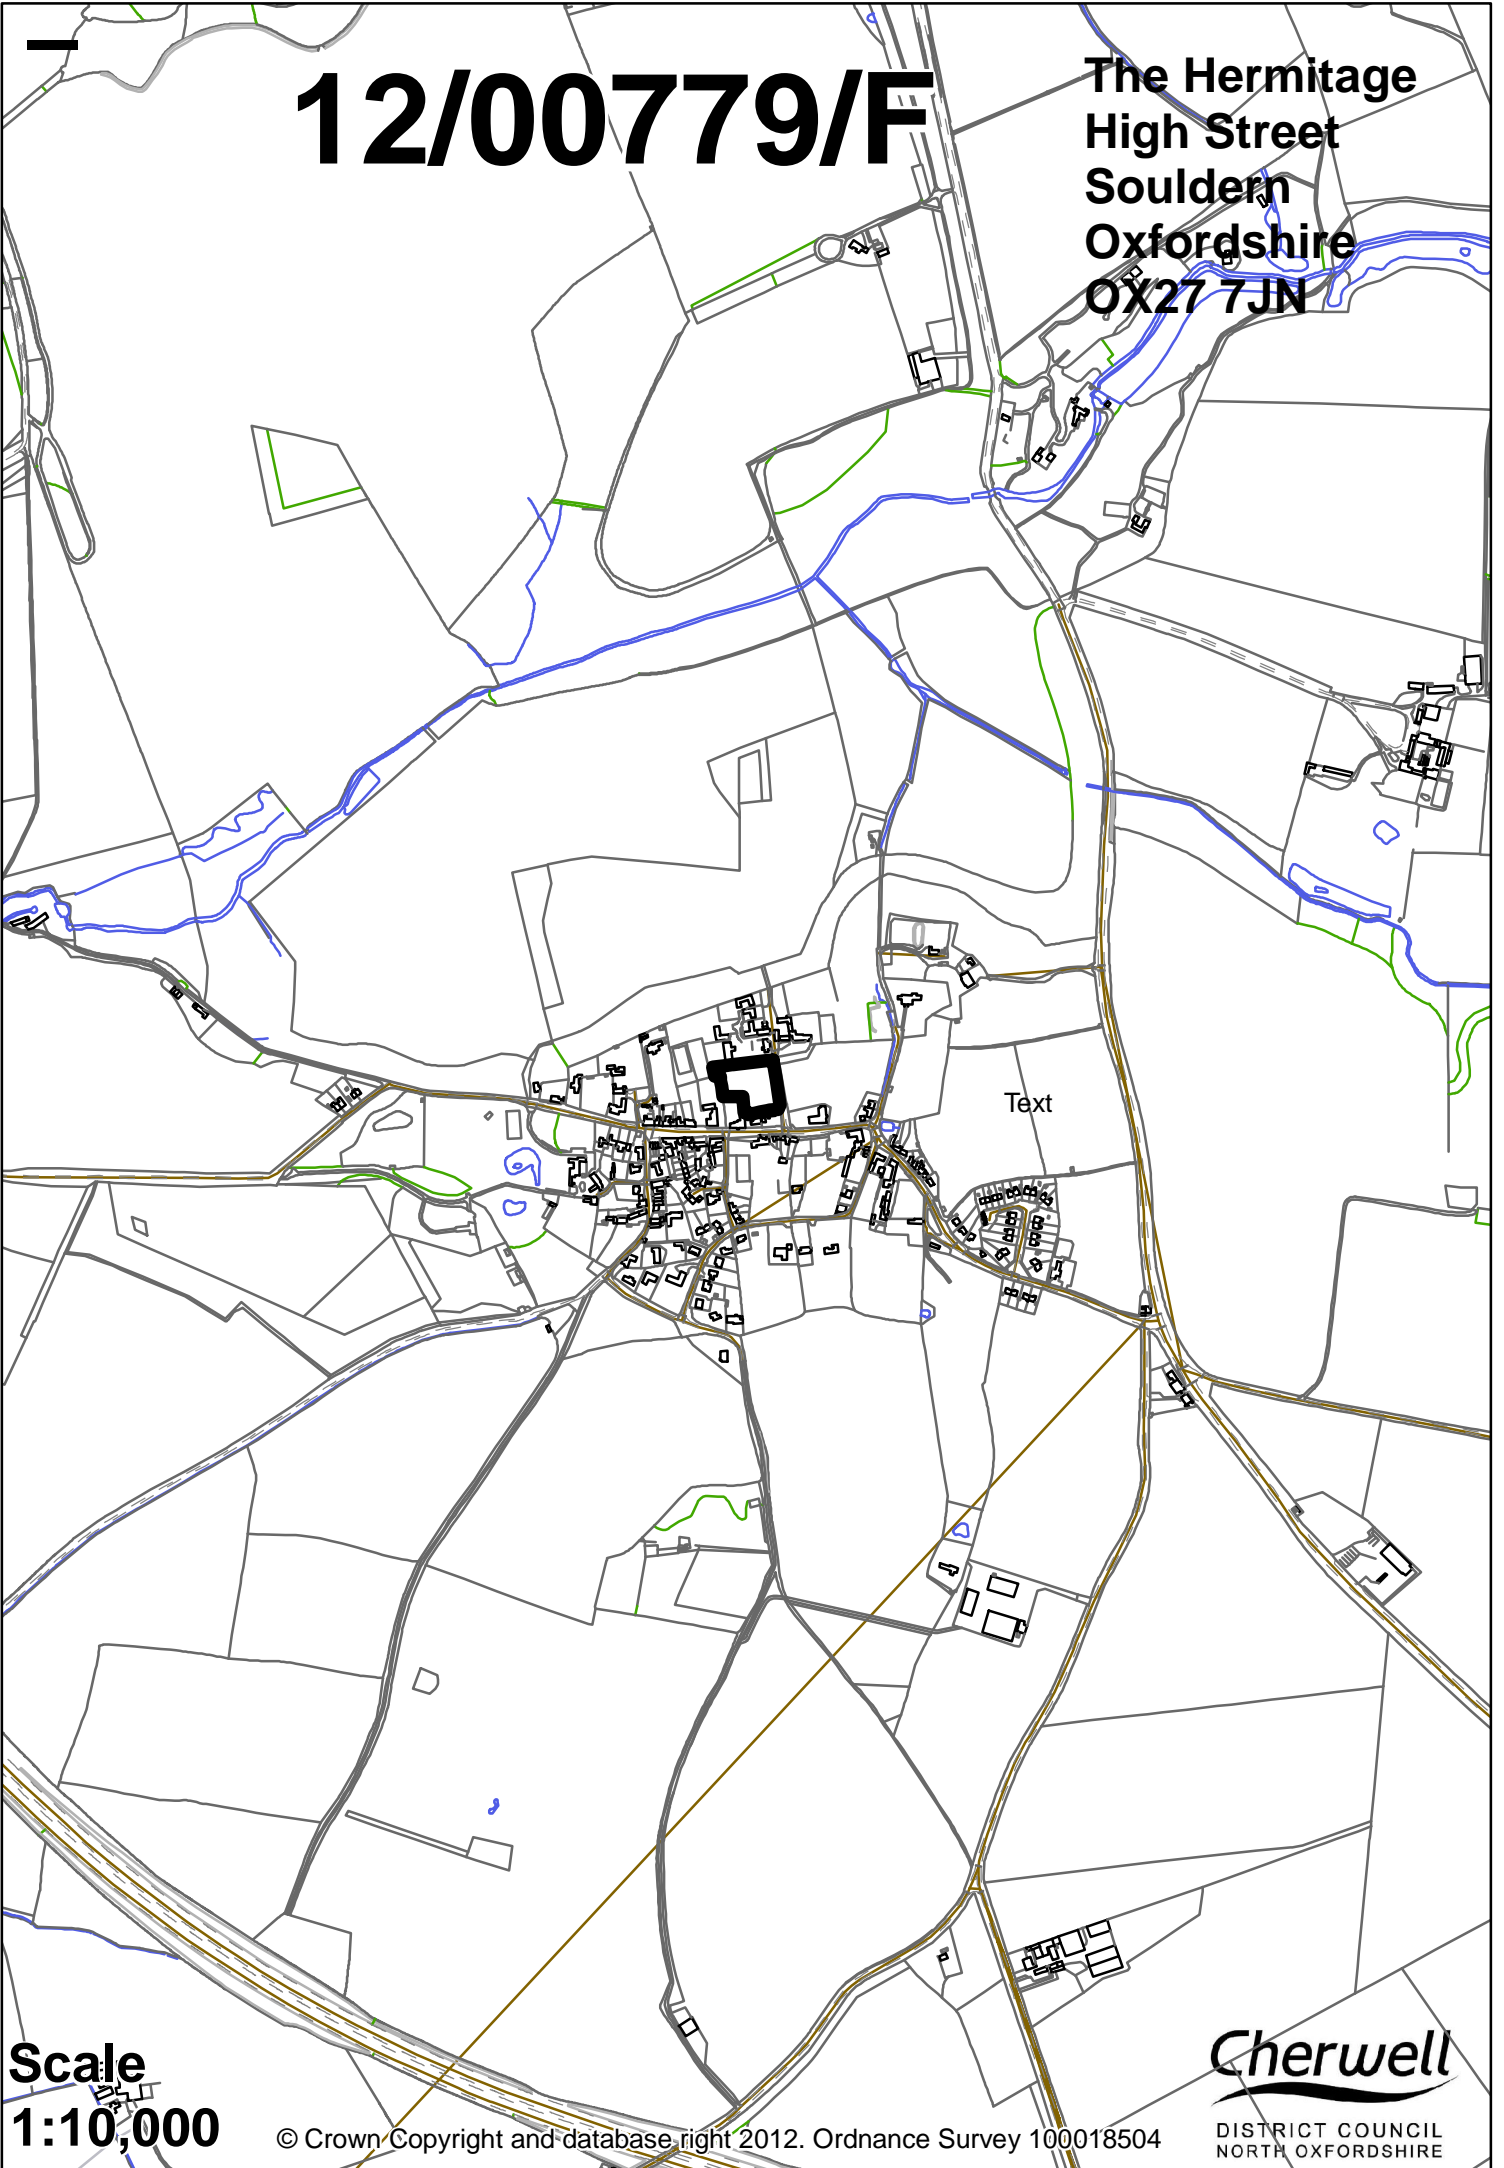 12/00779/F
The Hermitage
High Street
Souldern
Oxfordshire
OX27 7JN
Text
Scale
1:10,000
© Crown Copyright and database right 2012. Ordnance Survey 100018504
Cherwell
DISTRICT COUNCIL
NORTH OXFORDSHIRE